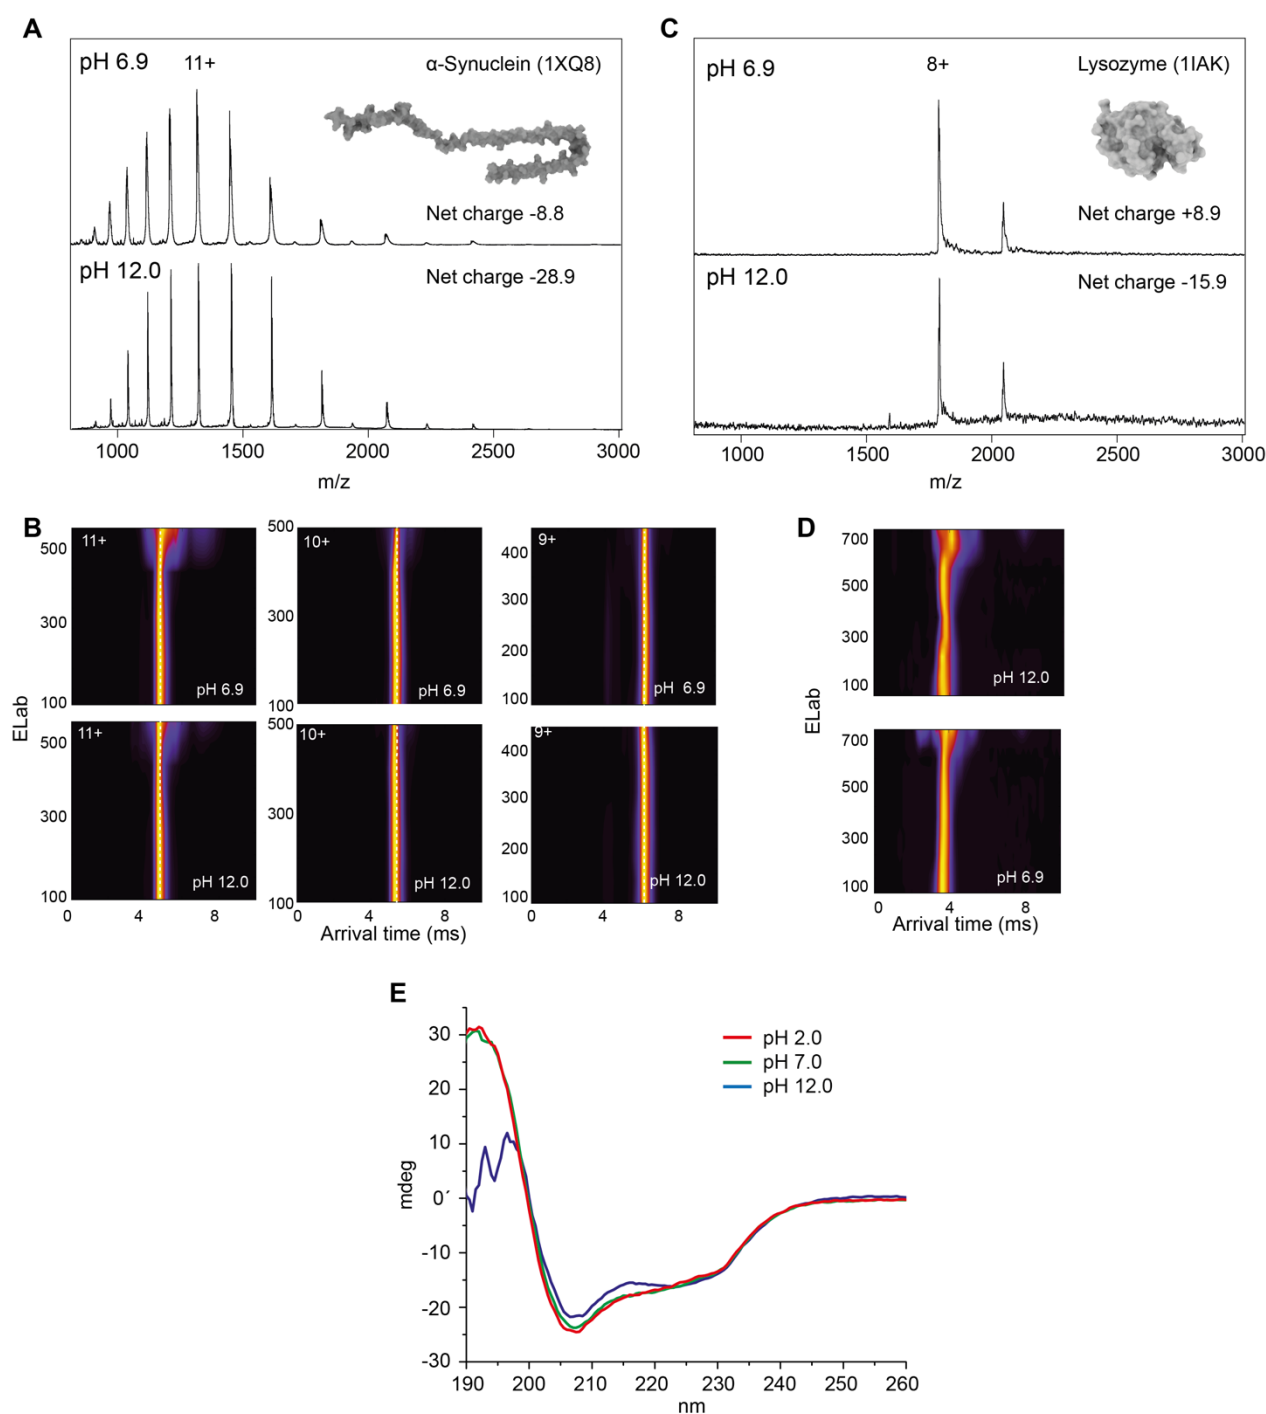 A
pH 6.9
11+
α-Synuclein (1XQ8)
Net charge -8.8
pH 12.0
Net charge -28.9
1000 1500 2000 2500 3000
m/z
C
pH 6.9
8+
Lysozyme (1IAK)
Net charge +8.9
pH 12.0
Net charge -15.9
1000 1500 2000 2500 3000
m/z
B
ELab
500
300
100
11+
pH 6.9
500
300
100
10+
pH 6.9
400
300
200
100
9+
pH 6.9
500
300
100
11+
pH 12.0
500
300
100
10+
pH 12.0
400
300
200
100
9+
pH 12.0
0 4 8
0 4 8
0 4 8
Arrival time (ms)
D
ELab
700
500
300
100
pH 12.0
700
500
300
100
pH 6.9
0 4 8
Arrival time (ms)
E
mdeg
30
20
10
0´
-10
-20
-30
pH 2.0
pH 7.0
pH 12.0
190 200 210 220 230 240 250 260
nm